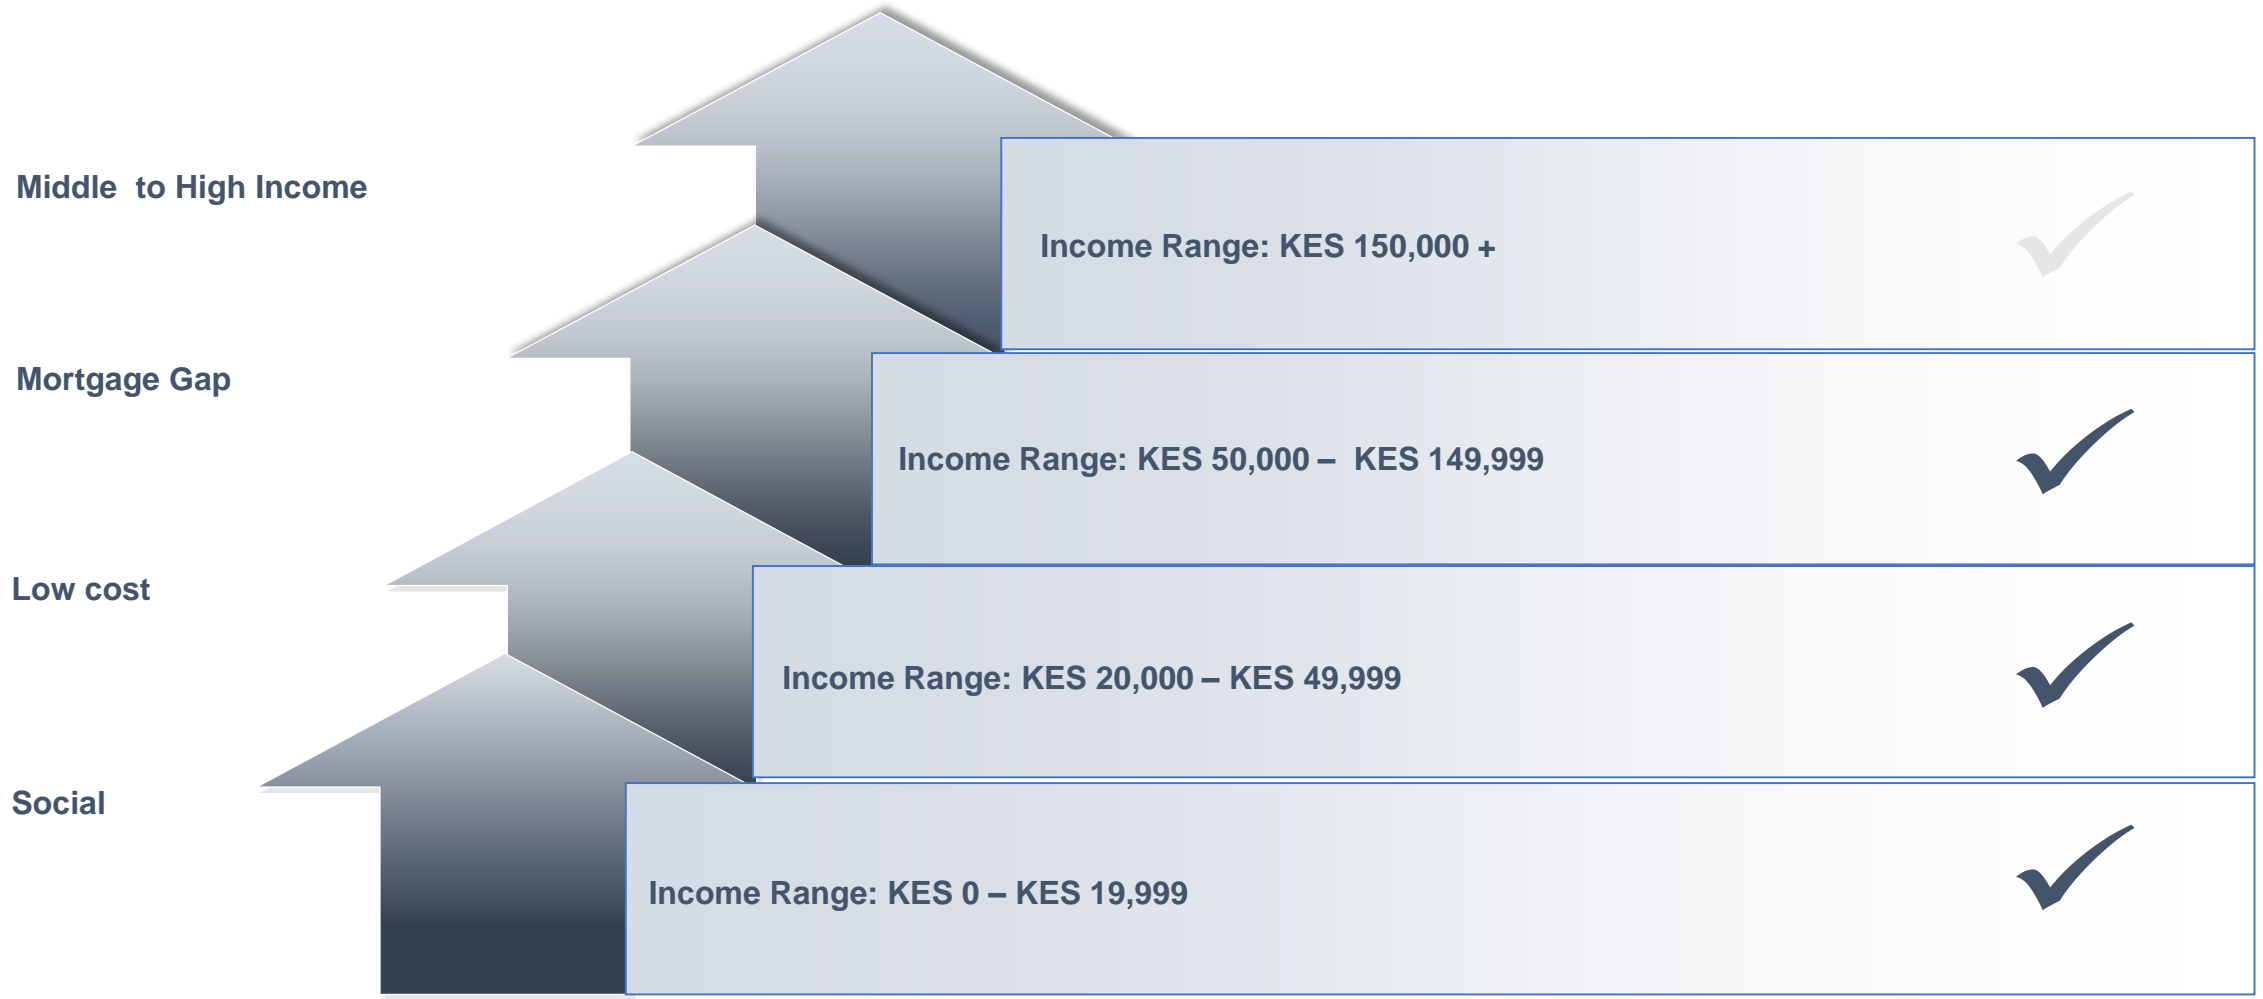 Middle to High Income
Income Range: KES 150,000 +
Mortgage Gap
Income Range: KES 50,000 – KES 149,999
Low cost
Income Range: KES 20,000 – KES 49,999
Social
Income Range: KES 0 – KES 19,999